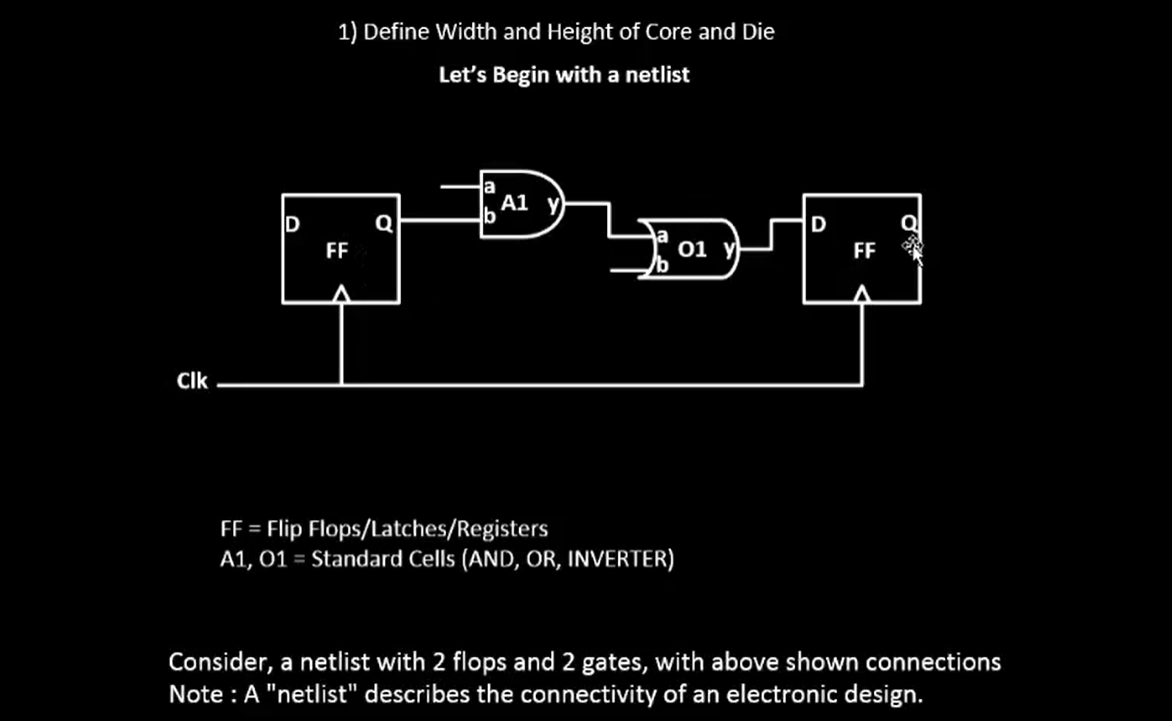 1) Define Width and Height of Core and Die
Let's Begin with a netlist
a
A1 y
b
D Q
FF
a
O1 y
b
D Q
FF
Clk
FF = Flip Flops/Latches/Registers
A1, O1 = Standard Cells (AND, OR, INVERTER)
Consider, a netlist with 2 flops and 2 gates, with above shown connections
Note : A "netlist" describes the connectivity of an electronic design.